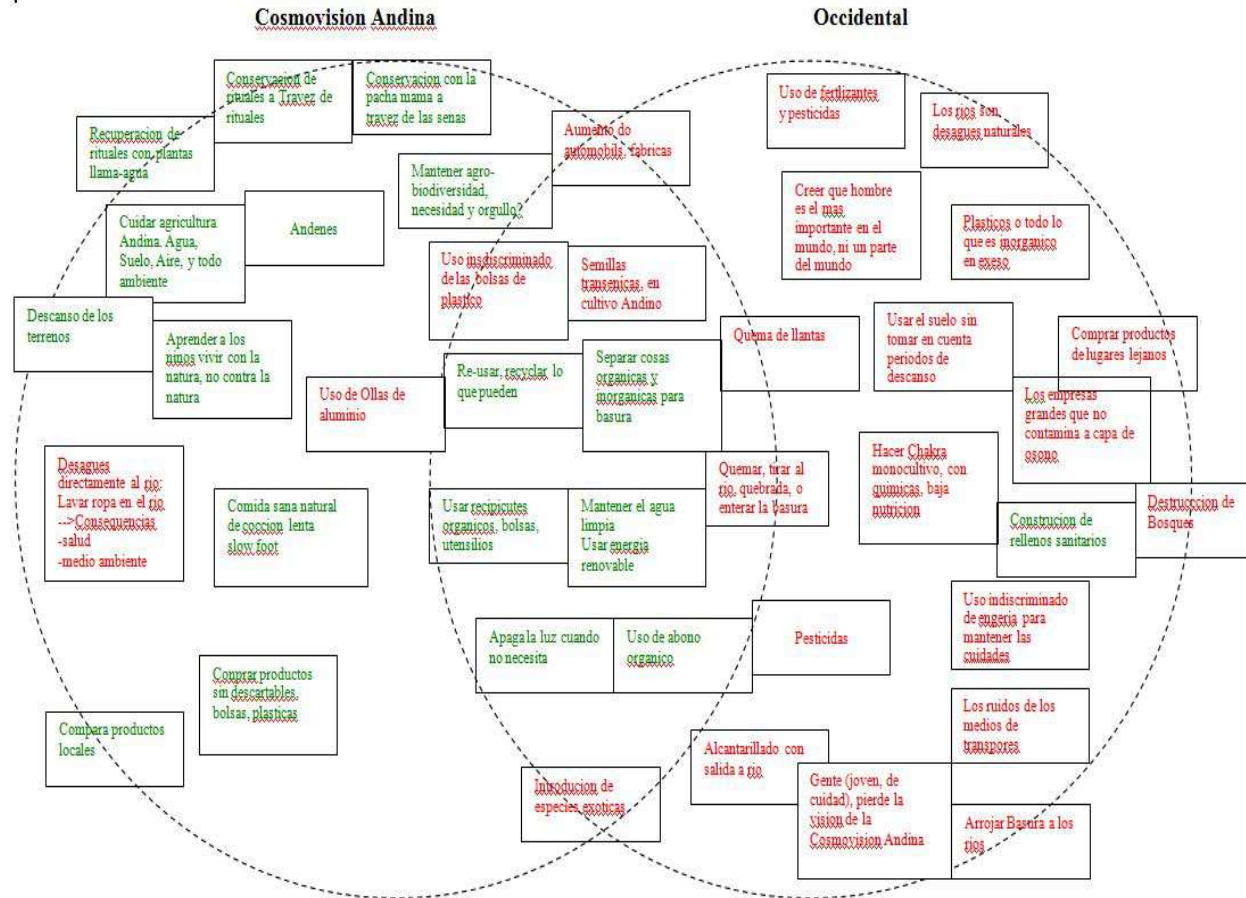 Cosmovision Andina
Occidental
Conservacion de
rituales a Travez de
rituales
Conservacion con la
pacha mama a
travez de las senas
Recuperacion de
rituales con plantas
llama-agua
Mantener agro-
biodiversidad,
necesidad y orgullo?
Aumento do
automobils, fabricas
Uso de fertlizantes
y pesticidas
Los rios son
desagues naturales
Cuidar agricultura
Andina. Agua,
Suelo, Aire, y todo
ambiente
Andenes
Uso insdiscriminado
de las bolsas de
plastico
Semillas
transenicas, en
cultivo Andino
Creer que hombre
es el mas
importante en el
mundo, ni un parte
del mundo
Plasticos o todo lo
que es inorganico
en exeso
Descanso de los
terrenos
Aprender a los
ninos vivir con la
natura, no contra la
natura
Uso de Ollas de
aluminio
Re-usar, recyclar lo
que pueden
Separar cosas
organicas y
inorganicas para
basura
Quema de llantas
Usar el suelo sin
tomar en cuenta
periodos de
descanso
Comprar productos
de lugares lejanos
Los empresas
grandes que no
contamina a capa de
osono
Desagues
directamente al rio:
Lavar ropa en el rio
-->Consequencias
-salud
-medio ambiente
Comida sana natural
de coccion lenta
slow foot
Usar recipicutes
organicos, bolsas,
utensilios
Mantener el agua
limpia
Usar energia
renovable
Quemar, tirar al
rio, quebrada, o
enterar la basura
Hacer Chakra
monocultivo, con
quimicas, baja
nutricion
Construcion de
rellenos sanitarios
Destruccion de
Bosques
Apaga la luz cuando
no necesita
Uso de abono
organico
Pesticidas
Uso indiscriminado
de engeria para
mantener las
cuidades
Conprar productos
sin descartables,
bolsas, plasticas
Compara productos
locales
Los ruidos de los
medios de
transpores
Alcantarillado con
salida a rio
Introducion de
especies exoticas
Gente (joven, de
cuidad), pierde la
vision de la
Cosmovision Andina
Arrojar Basura a los
rios